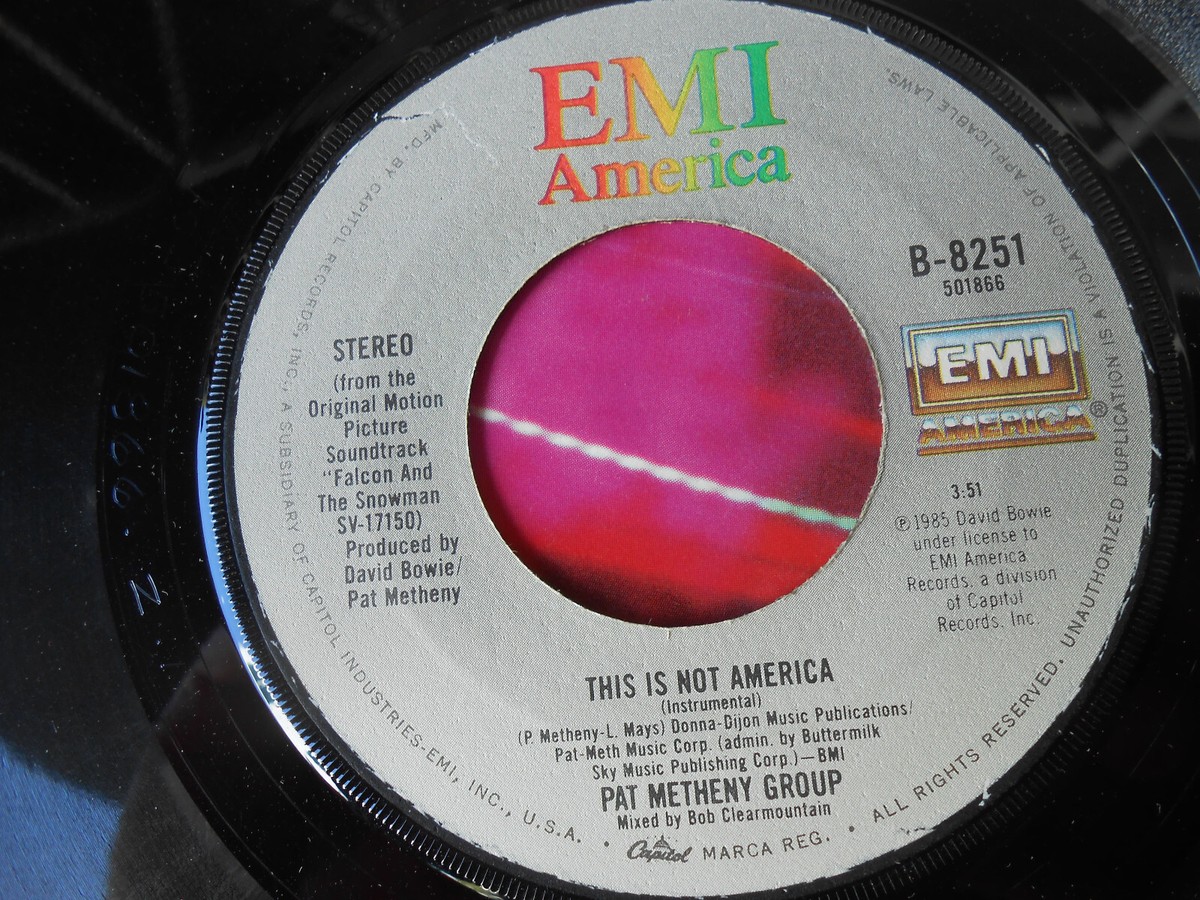 EMI
America
B-8251
501866
EMI
AMERICA®
STEREO
(from the
Original Motion
Picture
Soundtrack
"Falcon And
The Snowman
SV-17150)
Produced by
David Bowie/
Pat Metheny
3:51
℗1985 David Bowie
under license to
EMI America
Records, a division
of Capitol
Records, Inc.
THIS IS NOT AMERICA
(Instrumental)
(P. Metheny-L. Mays) Donna-Dijon Music Publications/
Pat-Meth Music Corp. (admin. by Buttermilk
Sky Music Publishing Corp.)—BMI
PAT METHENY GROUP
Mixed by Bob Clearmountain
MFD. BY CAPITOL RECORDS, INC., A SUBSIDIARY OF CAPITOL INDUSTRIES-EMI, INC., U.S.A. • Capitol MARCA REG. • ALL RIGHTS RESERVED. UNAUTHORIZED DUPLICATION IS A VIOLATION OF APPLICABLE LAWS.